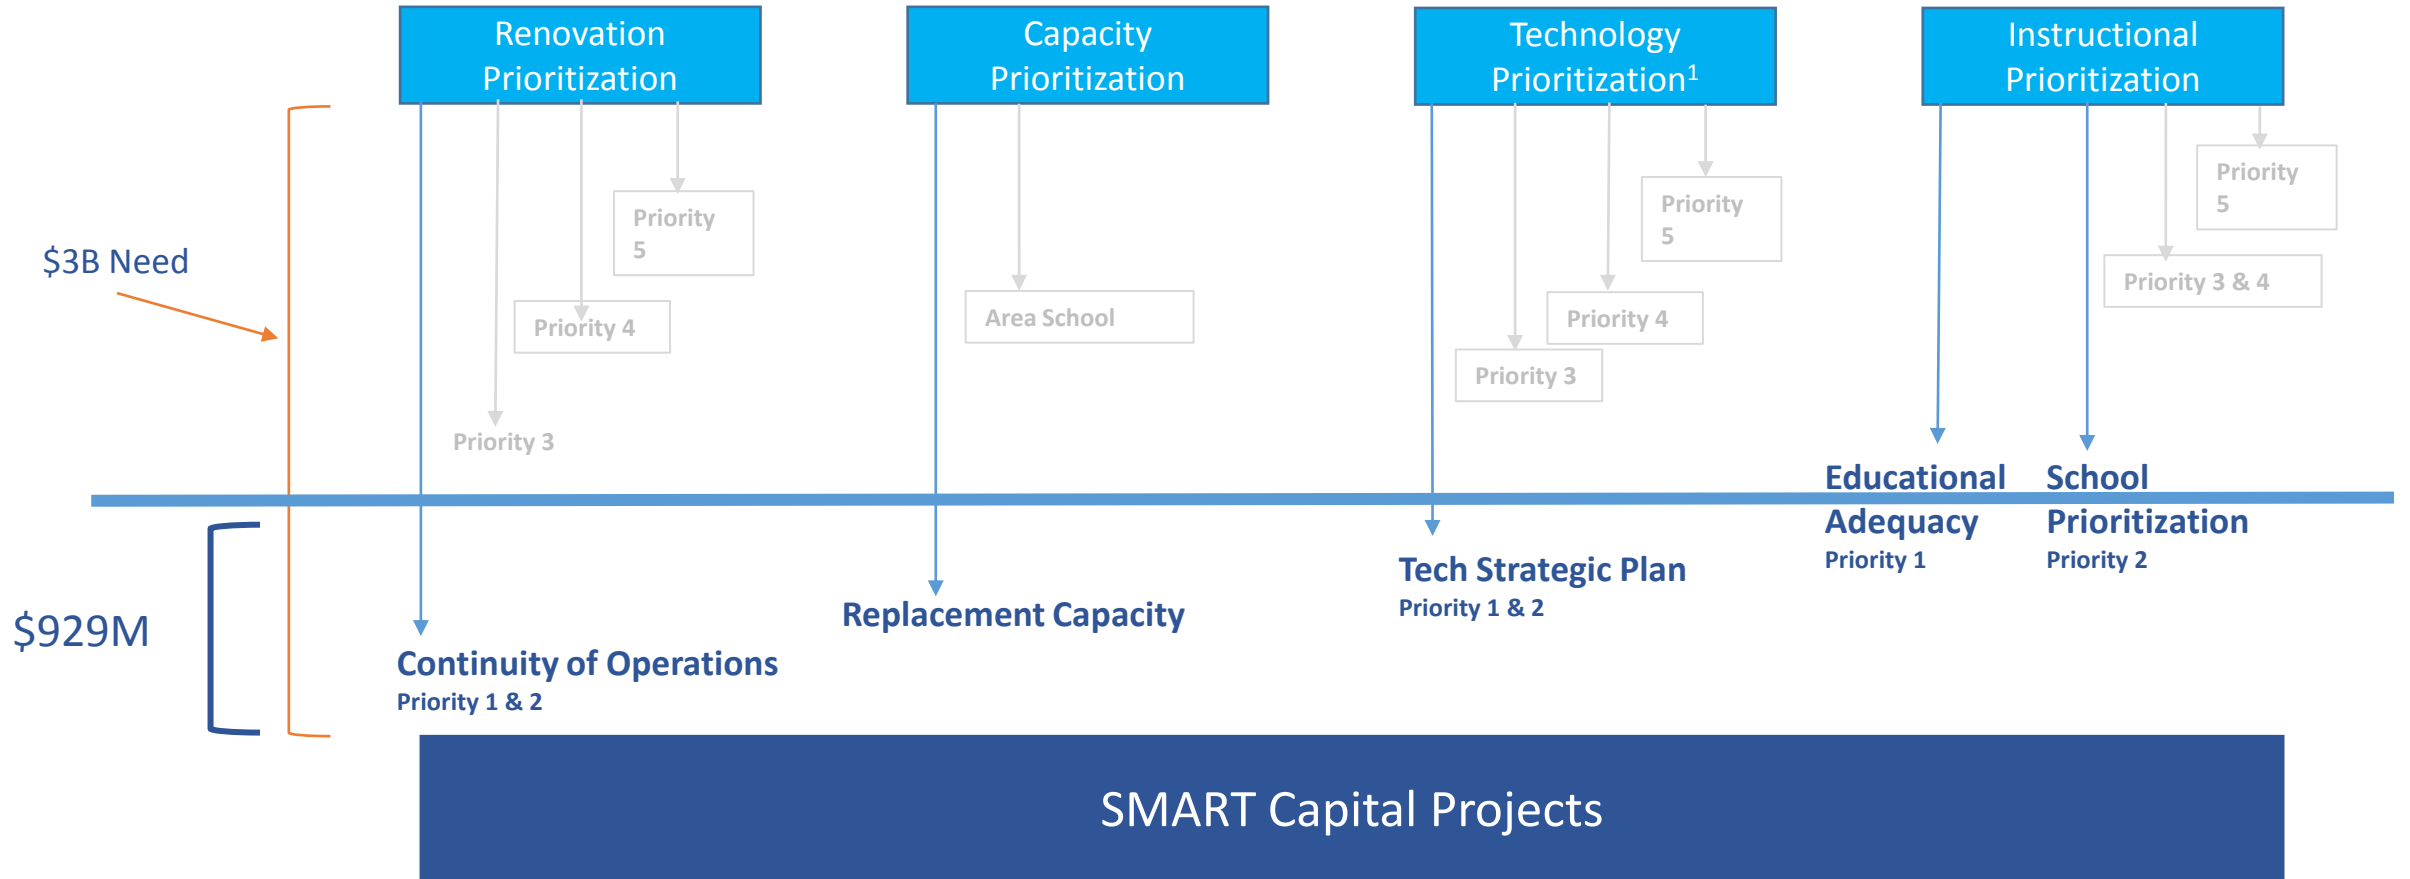 Renovation
Prioritization
Capacity
Prioritization
Technology
Prioritization¹
Instructional
Prioritization
$3B Need
Priority
5
Priority 4
Priority 3
Area School
Priority
5
Priority 4
Priority 3
Priority
5
Priority 3 & 4
Educational
Adequacy
Priority 1
School
Prioritization
Priority 2
$929M
Tech Strategic Plan
Priority 1 & 2
Replacement Capacity
Continuity of Operations
Priority 1 & 2
SMART Capital Projects